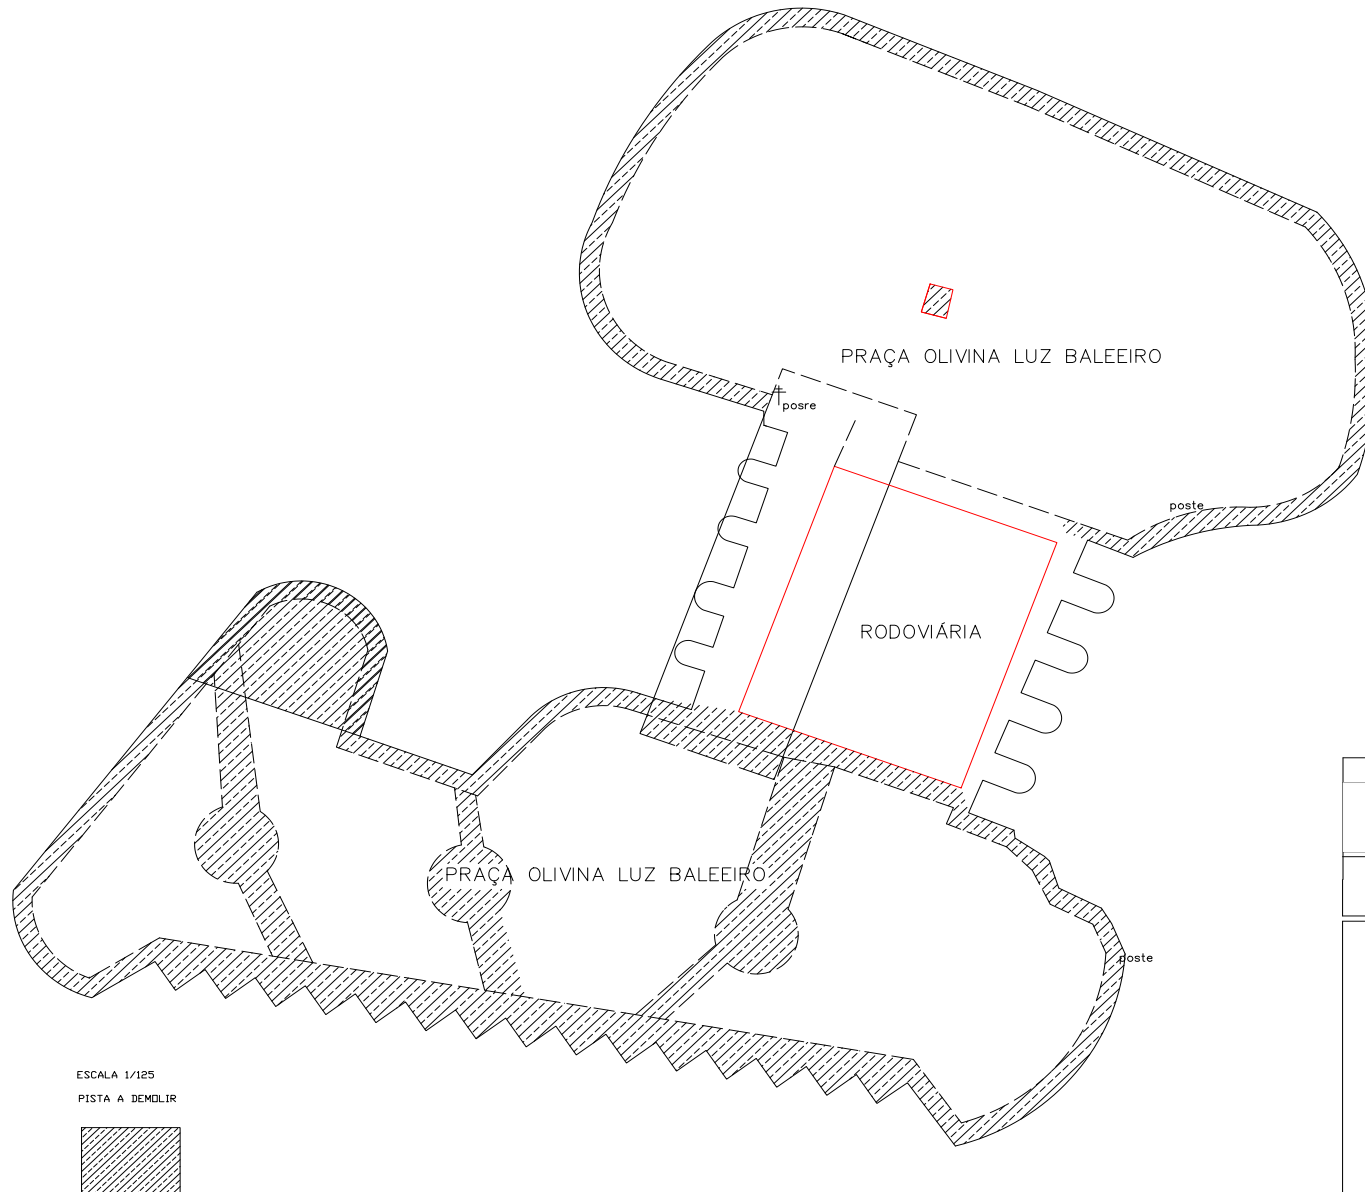 PRAÇA OLIVINA LUZ BALEEIRO
posre
poste
RODOVIÁRIA
PRAÇA OLIVINA LUZ BALEEIRO
poste
ESCALA 1/125
PISTA A DEMOLIR